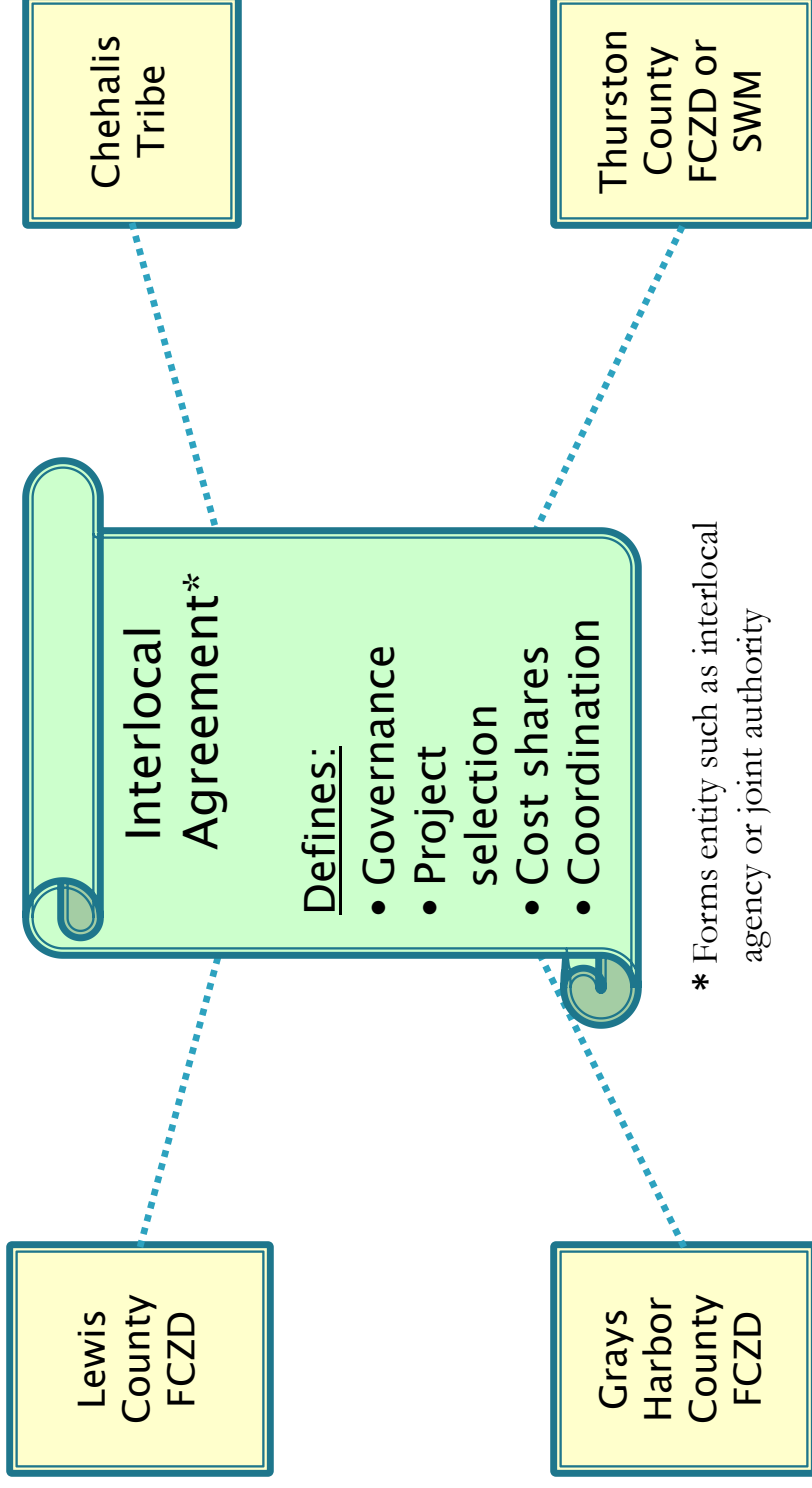 Lewis
County
FCZD
Chehalis
Tribe
Interlocal
Agreement*
Defines:
• Governance
• Project
selection
• Cost shares
• Coordination
Grays
Harbor
County
FCZD
Thurston
County
FCZD or
SWM
* Forms entity such as interlocal
agency or joint authority